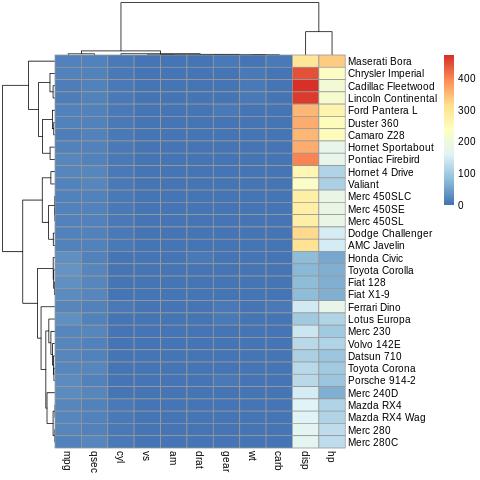 Maserati Bora
Chrysler Imperial
Cadillac Fleetwood
Lincoln Continental
Ford Pantera L
Duster 360
Camaro Z28
Hornet Sportabout
Pontiac Firebird
Hornet 4 Drive
Valiant
Merc 450SLC
Merc 450SE
Merc 450SL
Dodge Challenger
AMC Javelin
Honda Civic
Toyota Corolla
Fiat 128
Fiat X1-9
Ferrari Dino
Lotus Europa
Merc 230
Volvo 142E
Datsun 710
Toyota Corona
Porsche 914-2
Merc 240D
Mazda RX4
Mazda RX4 Wag
Merc 280
Merc 280C
mpg
qsec
cyl
vs
am
drat
gear
wt
carb
disp
hp
400
300
200
100
0